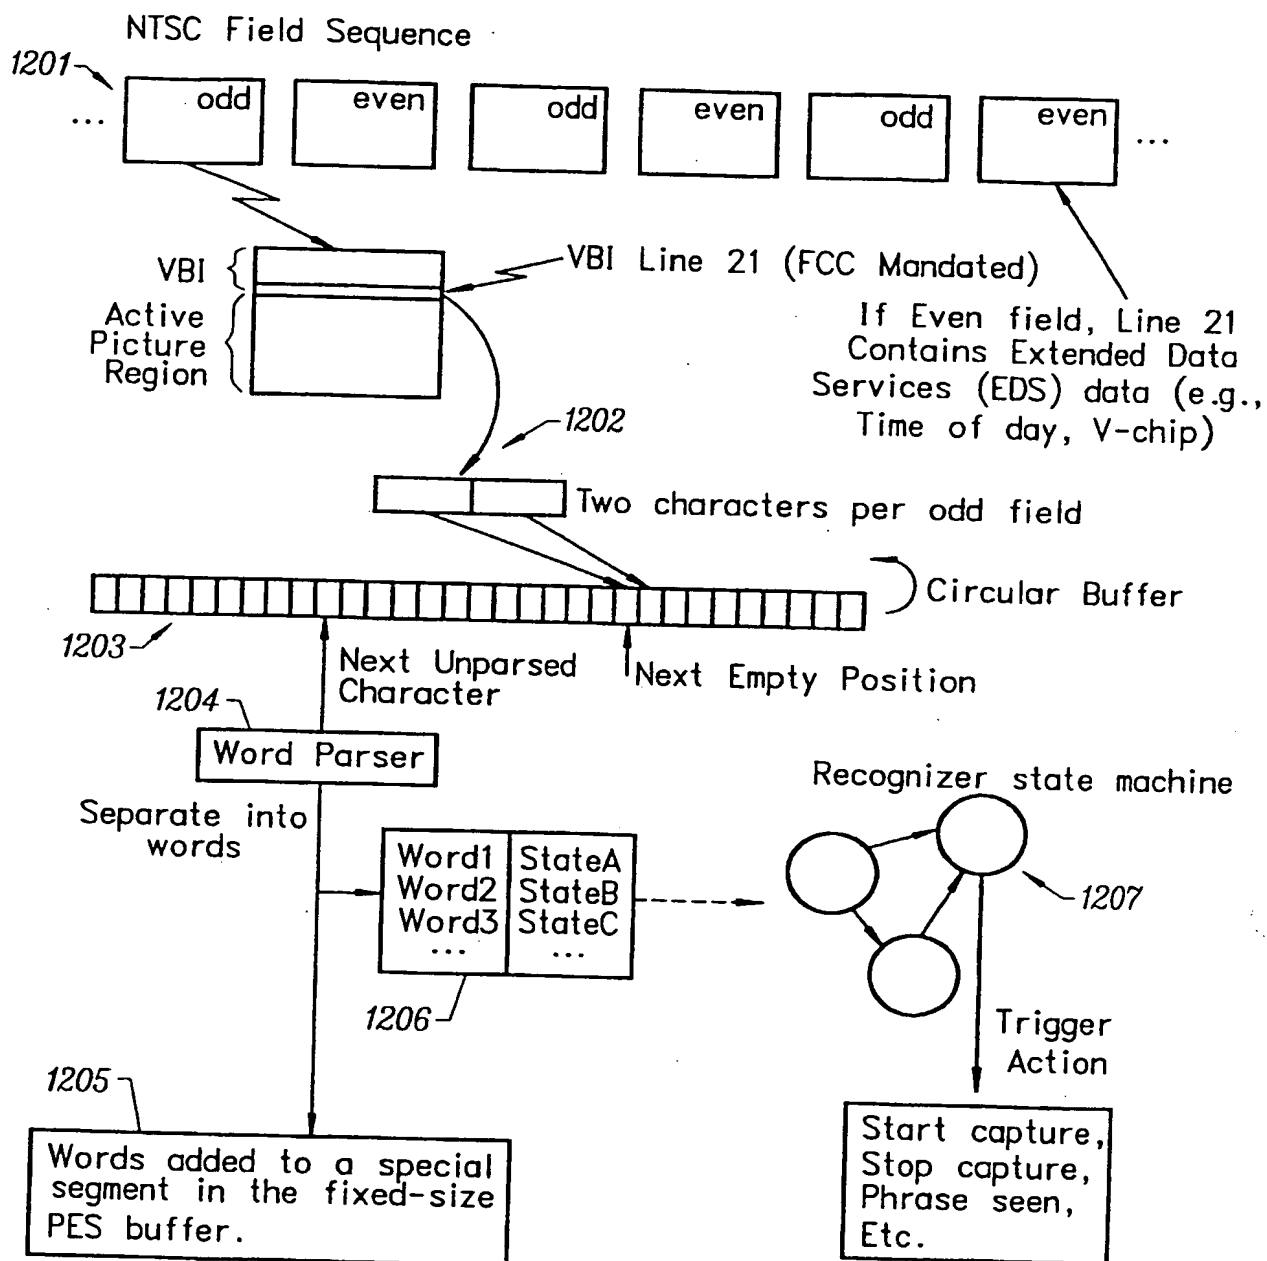 NTSC Field Sequence
1201
... odd even odd even odd even ...
VBI
VBI Line 21 (FCC Mandated)
Active
Picture
Region
If Even field, Line 21
Contains Extended Data
Services (EDS) data (e.g.,
Time of day, V-chip)
1202
Two characters per odd field
Circular Buffer
1203
Next Unparsed
Character
Next Empty Position
1204
Word Parser
Separate into
words
Recognizer state machine
Word1 StateA
Word2 StateB
Word3 StateC
... ...
1206
1207
Trigger
Action
1205
Words added to a special
segment in the fixed-size
PES buffer.
Start capture,
Stop capture,
Phrase seen,
Etc.